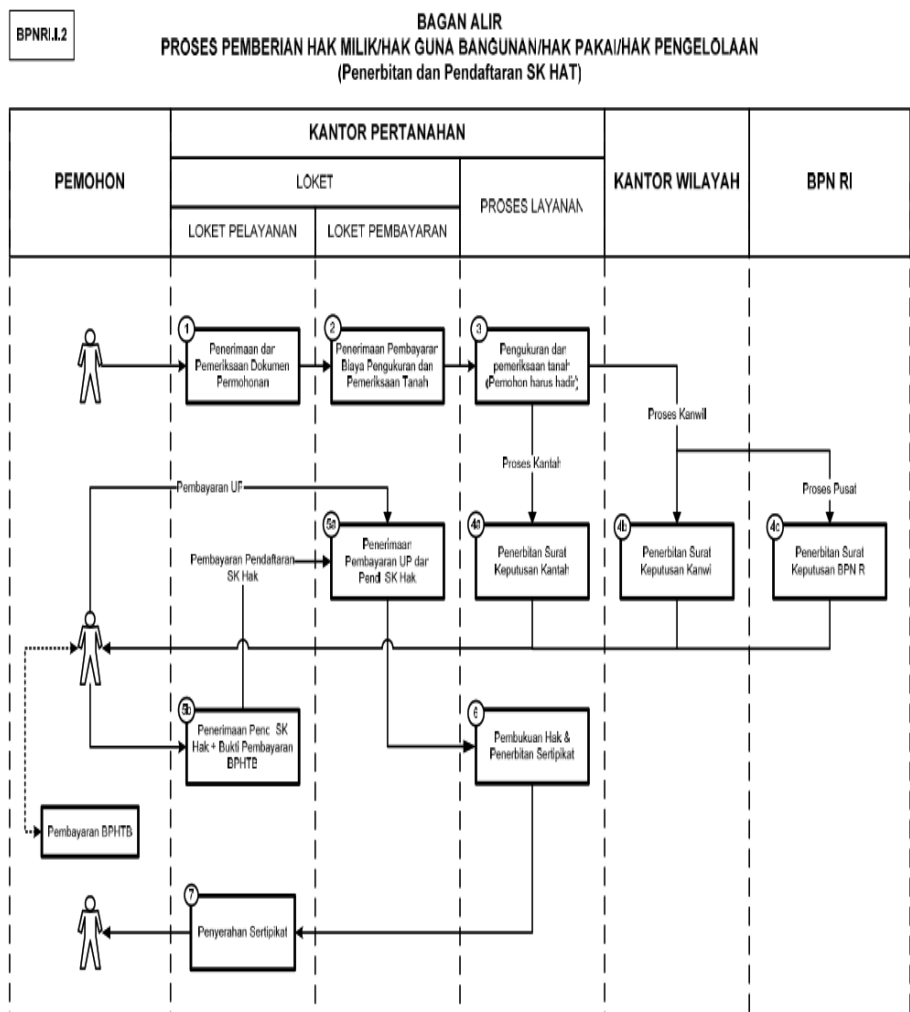 BPNRI.I.2
BAGAN ALIR
PROSES PEMBERIAN HAK MILIK/HAK GUNA BANGUNAN/HAK PAKAI/HAK PENGELOLAAN
(Penerbitan dan Pendaftaran SK HAT)
PEMOHON
KANTOR PERTANAHAN
KANTOR WILAYAH
BPN RI
LOKET
PROSES LAYANAN
LOKET PELAYANAN
LOKET PEMBAYARAN
1
Penerimaan dan
Pemeriksaan Dokumen
Permohonan
2
Penerimaan Pembayaran
Biaya Pengukuran dan
Pemeriksaan Tanah
3
Pengukuran dan
pemeriksaan tanah
(Pemohon harus hadir)
Proses Kanwil
Proses Kantah
Proses Pusat
Pembayaran UP
Pembayaran Pendaftaran
SK Hak
5a
Penerimaan
Pembayaran UP dan
Pend. SK Hak
4a
Penerbitan Surat
Keputusan Kantah
4b
Penerbitan Surat
Keputusan Kanwi
4c
Penerbitan Surat
Keputusan BPN R
5b
Penerimaan Penc SK
Hak + Bukti Pembayaran
BPHTB
6
Pembukuan Hak &
Penerbitan Sertipikat
Pembayaran BPHTB
7
Penyerahan Sertipikat